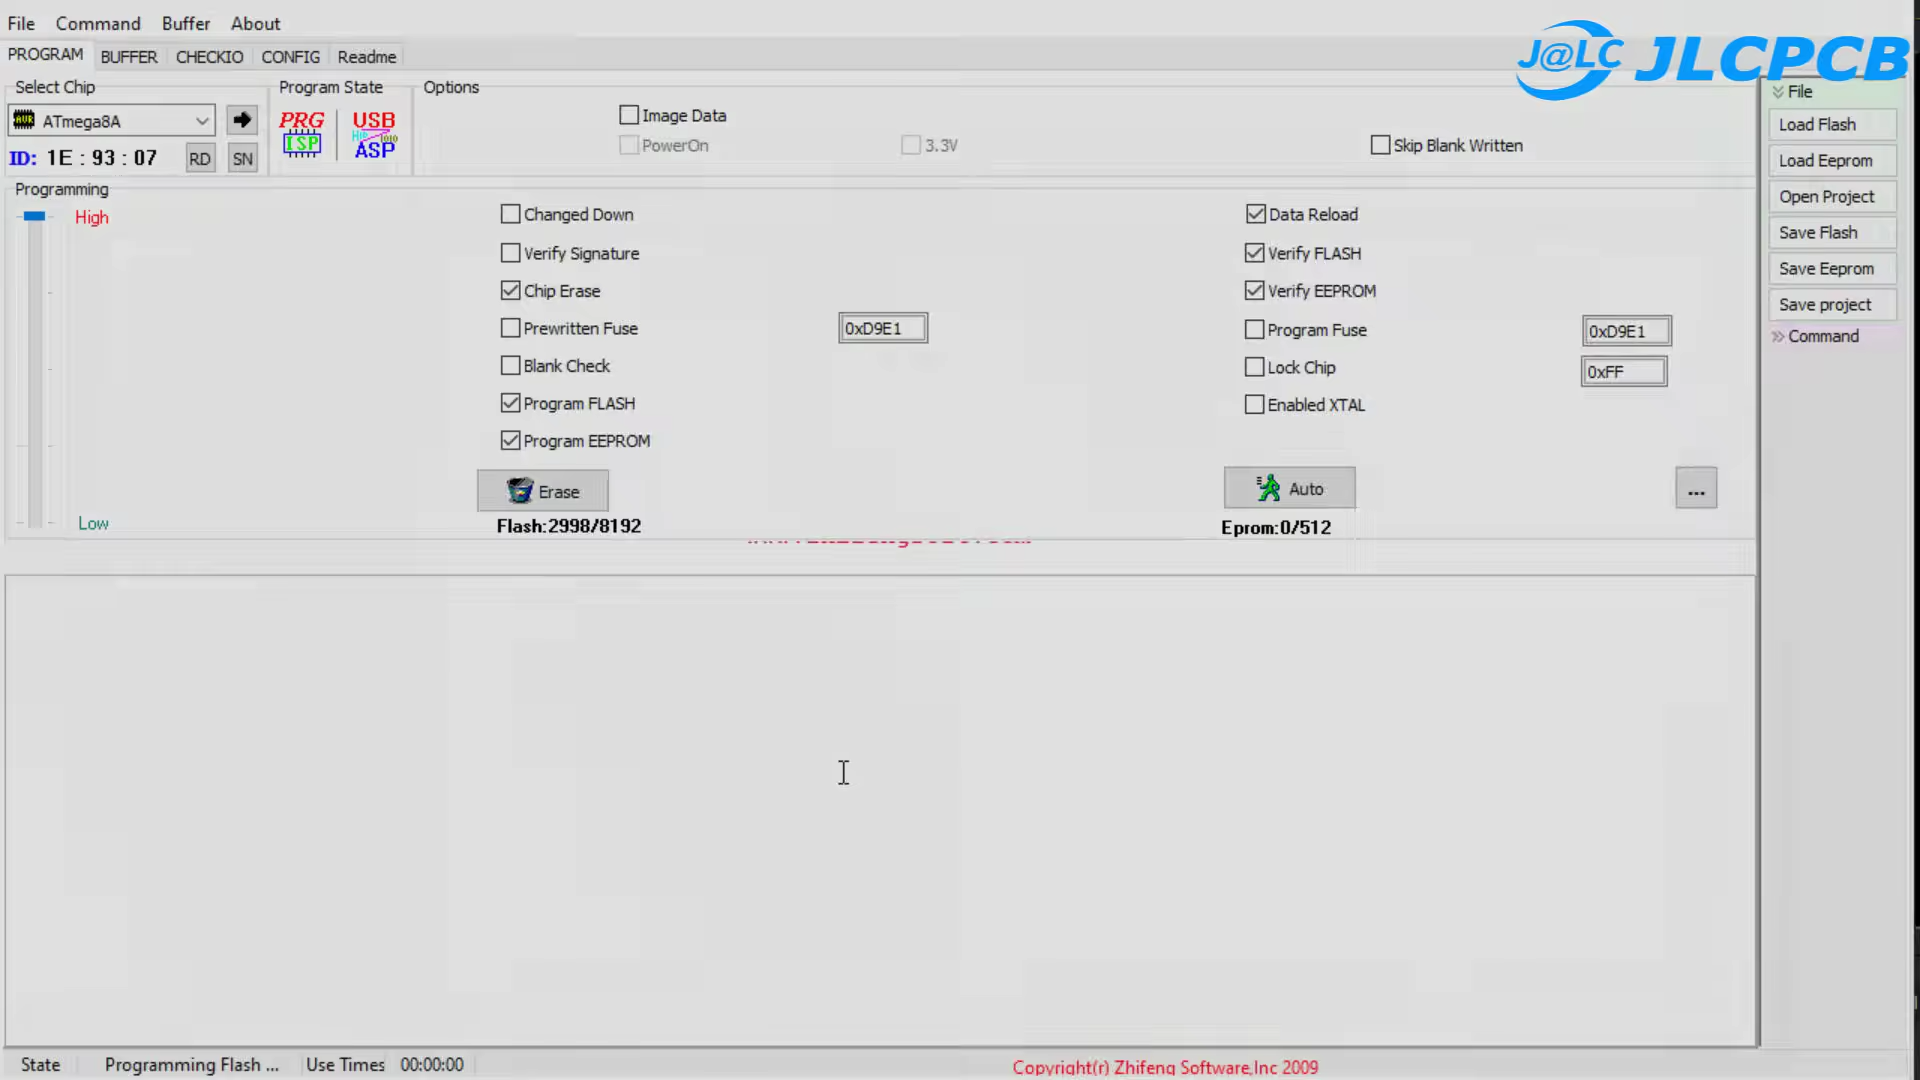 File Command Buffer About
PROGRAM BUFFER CHECKIO CONFIG Readme
J@LC JLCPCB
Select Chip Program State Options
AVR ATmega8A
PRG ISP USB ASP
ID: 1E : 93 : 07 RD SN
Image Data
PowerOn 3.3V Skip Blank Written
Programming
High
Low
Changed Down
Verify Signature
Chip Erase
Prewritten Fuse 0xD9E1
Blank Check
Program FLASH
Program EEPROM
Erase
Flash:2998/8192
Data Reload
Verify FLASH
Verify EEPROM
Program Fuse 0xD9E1
Lock Chip 0xFF
Enabled XTAL
Auto ...
Eprom:0/512
File
Load Flash
Load Eeprom
Open Project
Save Flash
Save Eeprom
Save project
Command
State Programming Flash ... Use Times 00:00:00 Copyright(r) Zhifeng Software,Inc 2009